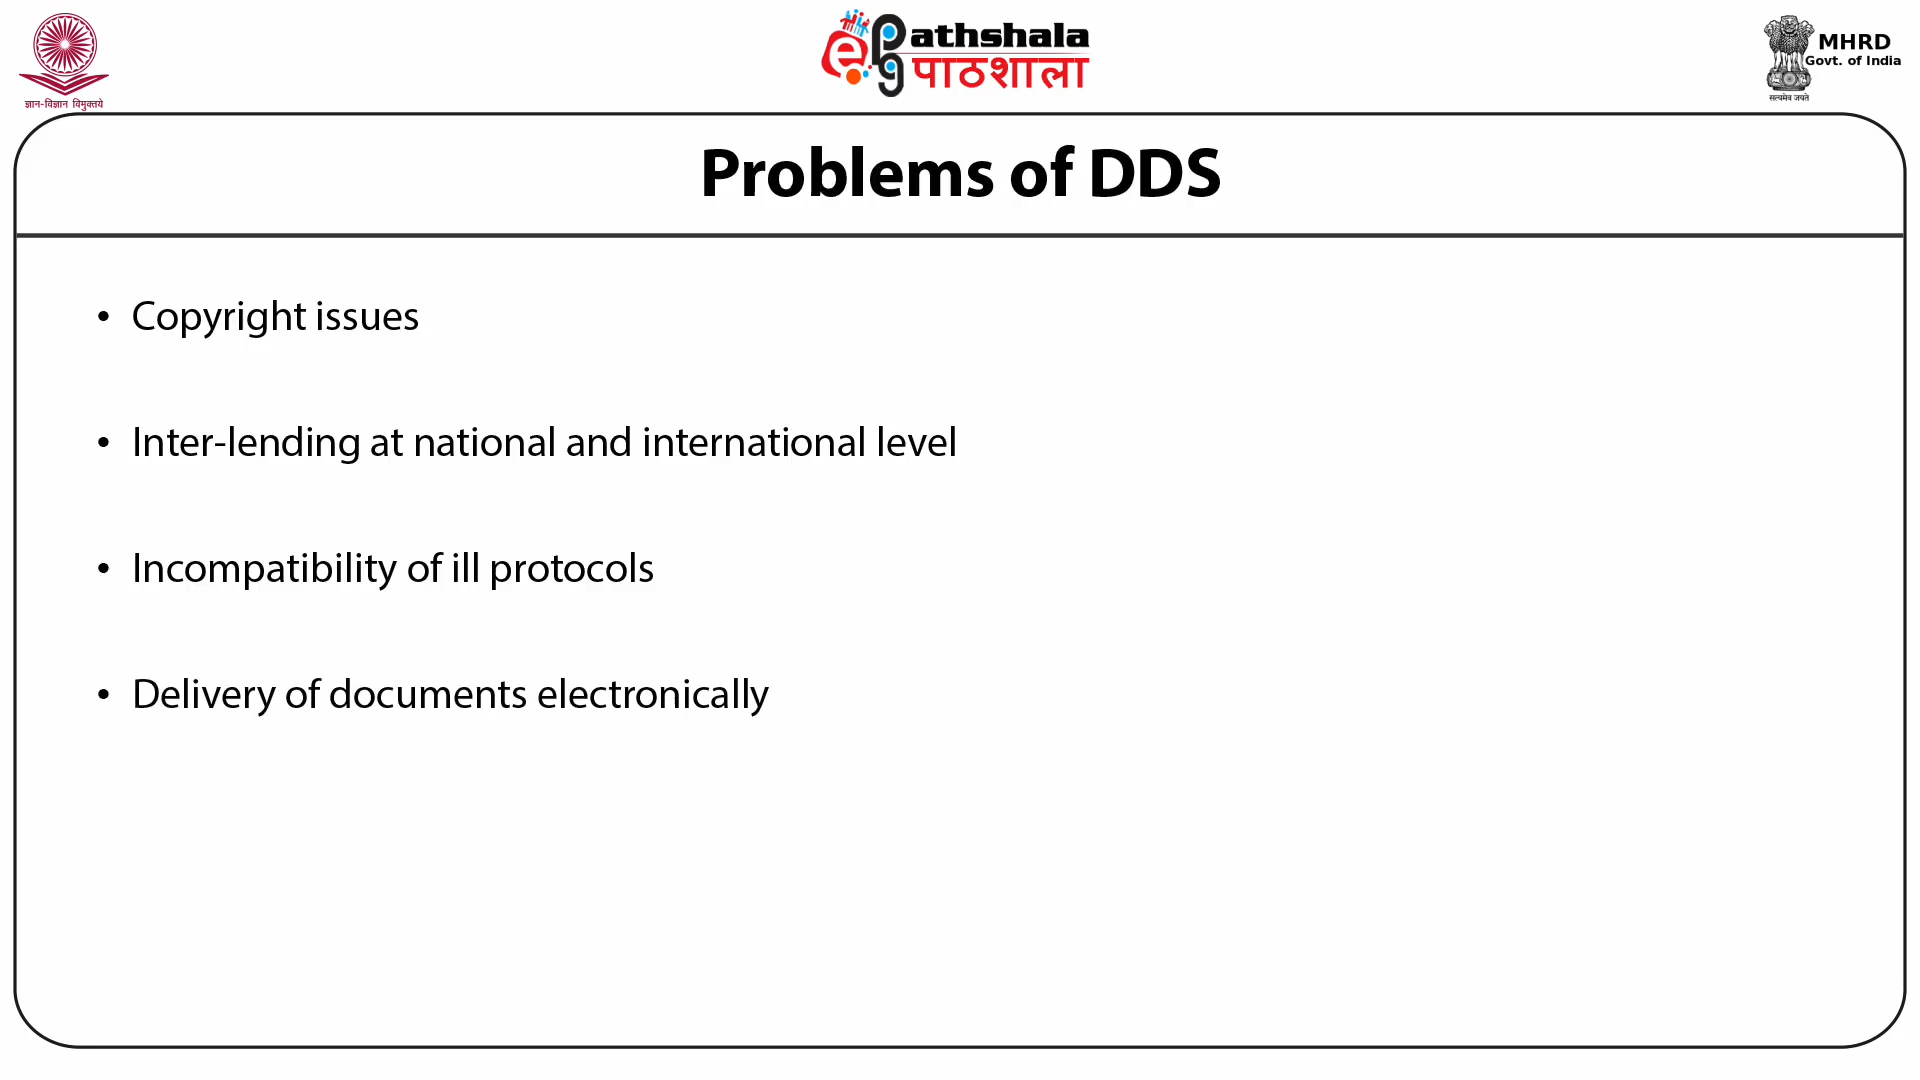 ज्ञान-विज्ञान विमुक्तये
e pg athshala
पाठशाला
MHRD
Govt. of India
सत्यमेव जयते
Problems of DDS
• Copyright issues
• Inter-lending at national and international level
• Incompatibility of ill protocols
• Delivery of documents electronically